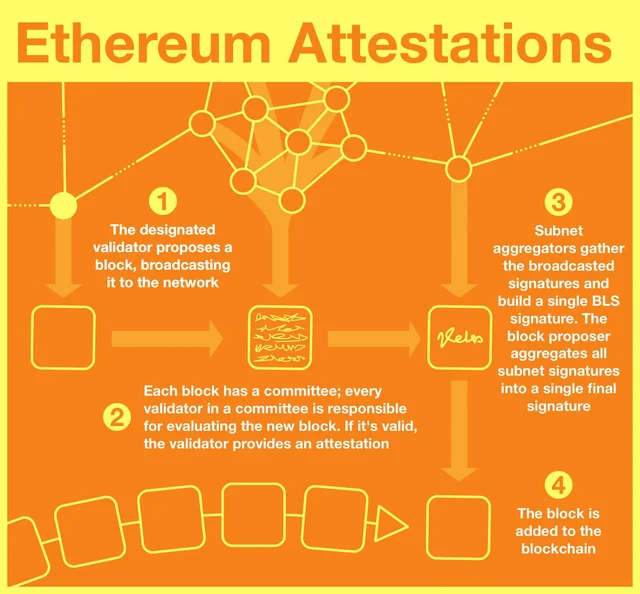 Ethereum Attestations
1
The designated
validator proposes a
block, broadcasting
it to the network
2
Each block has a committee; every
validator in a committee is responsible
for evaluating the new block. If it's valid,
the validator provides an attestation
3
Subnet
aggregators gather
the broadcasted
signatures and
build a single BLS
signature. The
block proposer
aggregates all
subnet signatures
into a single final
signature
4
The block is
added to the
blockchain